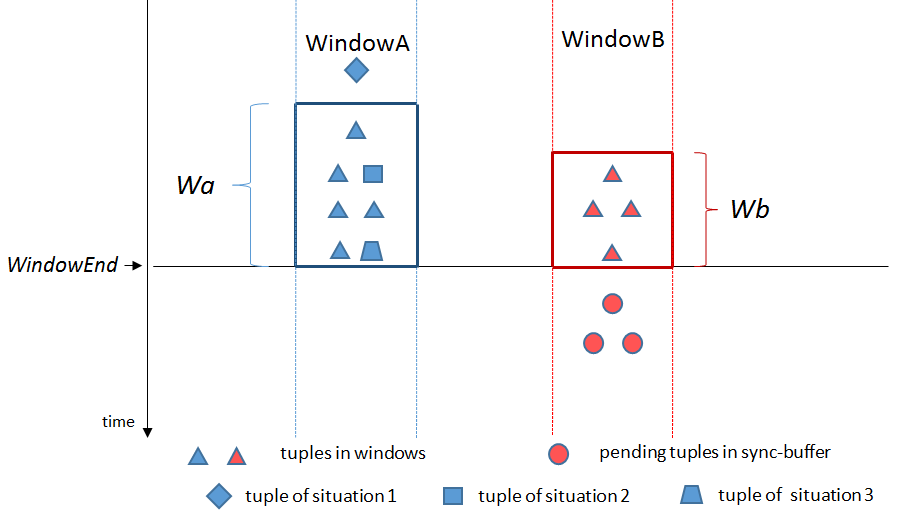 WindowA
WindowB
Wa
Wb
WindowEnd
time
tuples in windows
pending tuples in sync-buffer
tuple of situation 1
tuple of situation 2
tuple of situation 3